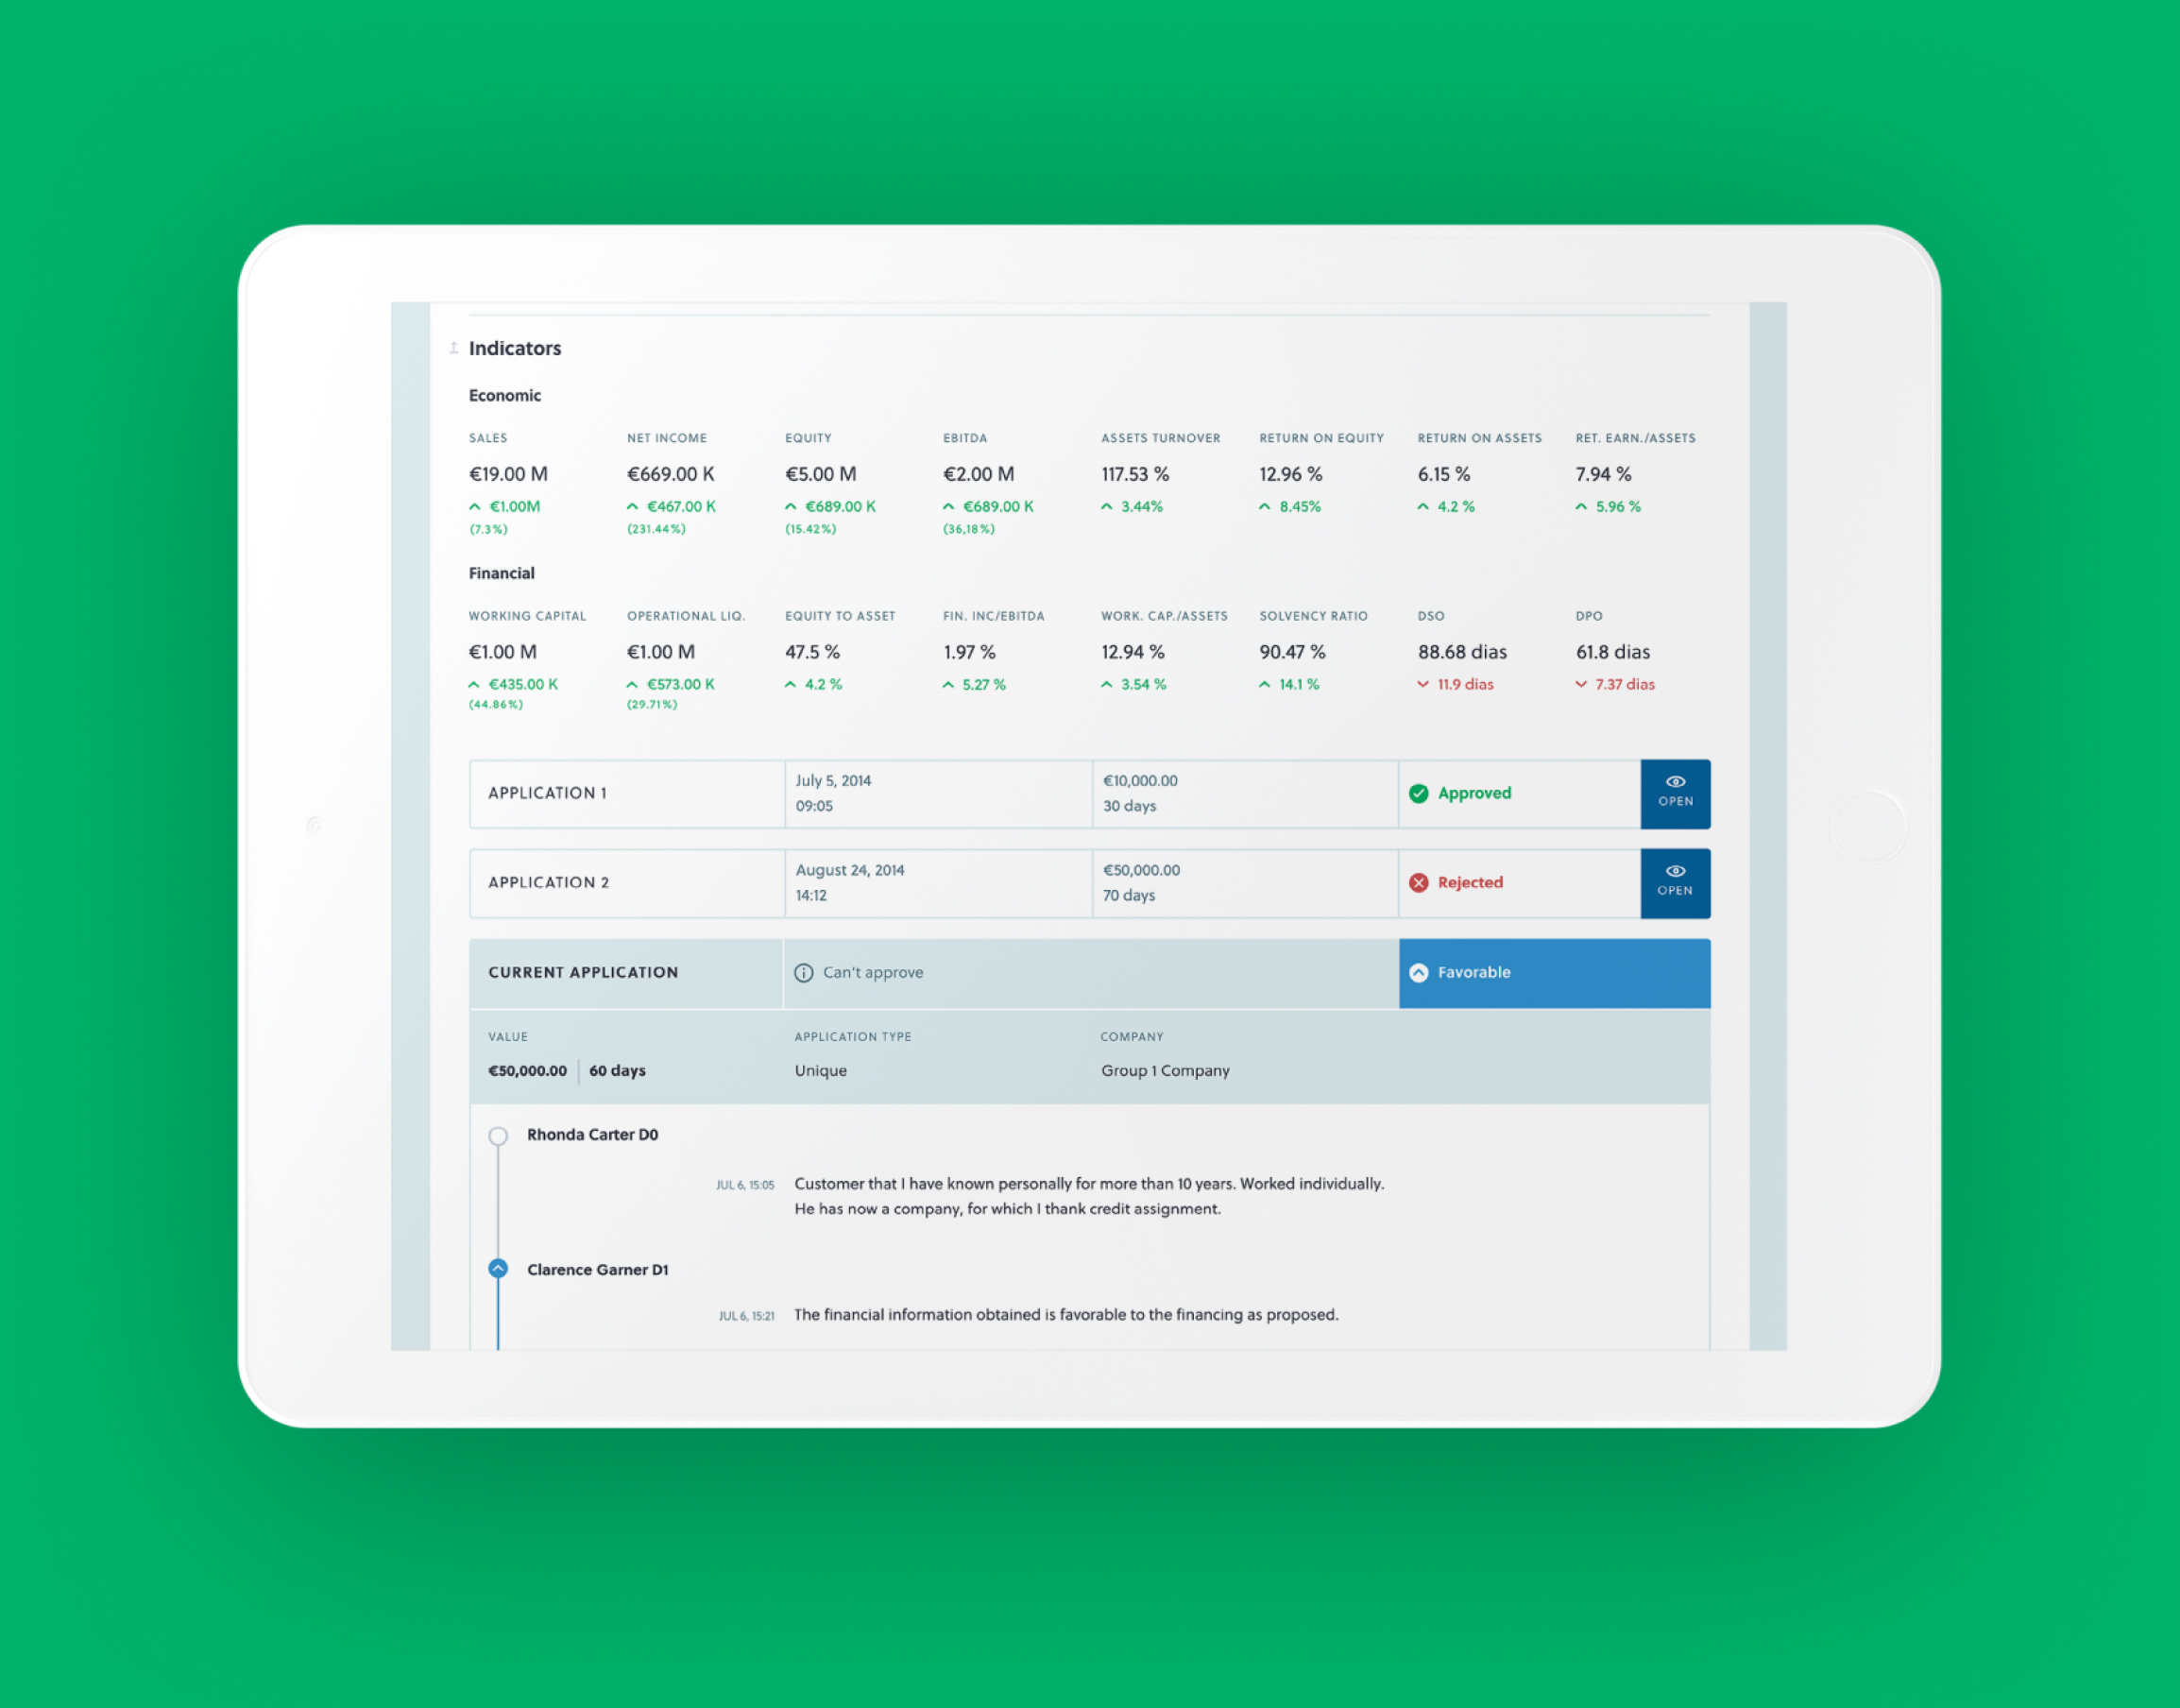 Indicators
Economic
SALES NET INCOME EQUITY EBITDA ASSETS TURNOVER RETURN ON EQUITY RETURN ON ASSETS RET. EARN./ASSETS
€19.00 M €669.00 K €5.00 M €2.00 M 117.53 % 12.96 % 6.15 % 7.94 %
€1.00M €467.00 K €689.00 K €689.00 K 3.44% 8.45% 4.2 % 5.96 %
(7.3%) (231.44%) (15.42%) (36,18%)
Financial
WORKING CAPITAL OPERATIONAL LIQ. EQUITY TO ASSET FIN. INC/EBITDA WORK. CAP./ASSETS SOLVENCY RATIO DSO DPO
€1.00 M €1.00 M 47.5 % 1.97 % 12.94 % 90.47 % 88.68 dias 61.8 dias
€435.00 K €573.00 K 4.2 % 5.27 % 3.54 % 14.1 % 11.9 dias 7.37 dias
(44.86%) (29.71%)
APPLICATION 1
July 5, 2014
09:05
€10,000.00
30 days
Approved
OPEN
APPLICATION 2
August 24, 2014
14:12
€50,000.00
70 days
Rejected
OPEN
CURRENT APPLICATION Can't approve Favorable
VALUE APPLICATION TYPE COMPANY
€50,000.00 60 days Unique Group 1 Company
Rhonda Carter D0
JUL 6, 15:05 Customer that I have known personally for more than 10 years. Worked individually.
He has now a company, for which I thank credit assignment.
Clarence Garner D1
JUL 6, 15:21 The financial information obtained is favorable to the financing as proposed.